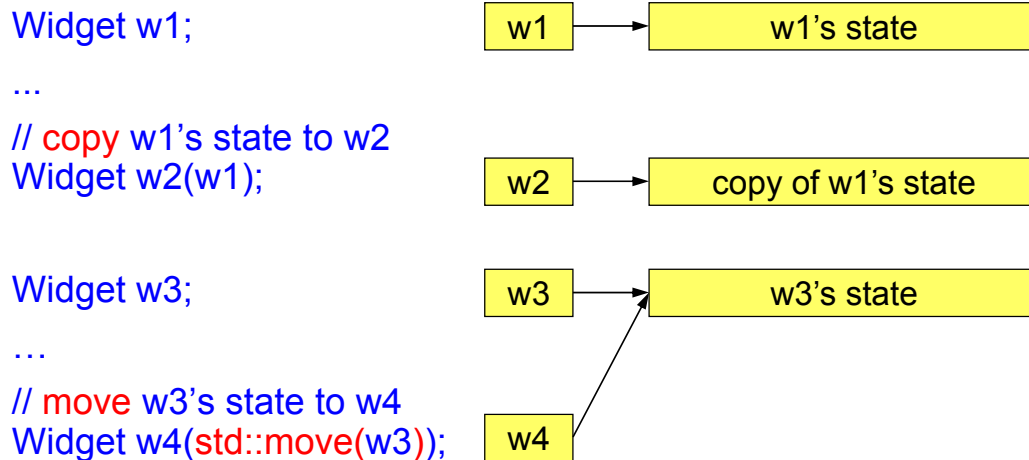 Widget w1;
w1
w1’s state
...
// copy w1’s state to w2
Widget w2(w1);
w2
copy of w1’s state
Widget w3;
w3
w3’s state
…
// move w3’s state to w4
Widget w4(std::move(w3));
w4